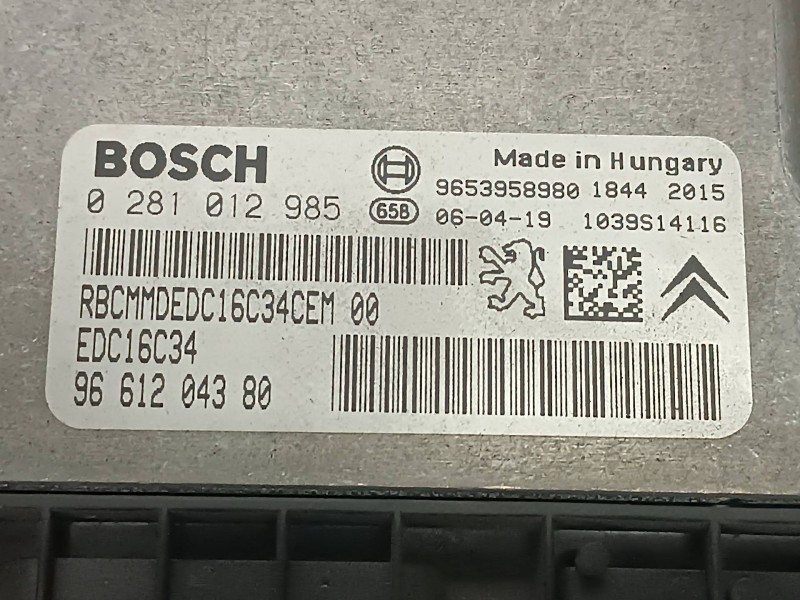 BOSCH
Made in Hungary
0 281 012 985
9653958980 1844 2015
658
06-04-19 1039S14116
RBCMMDEDC16C34CEM 00
EDC16C34
96 612 043 80